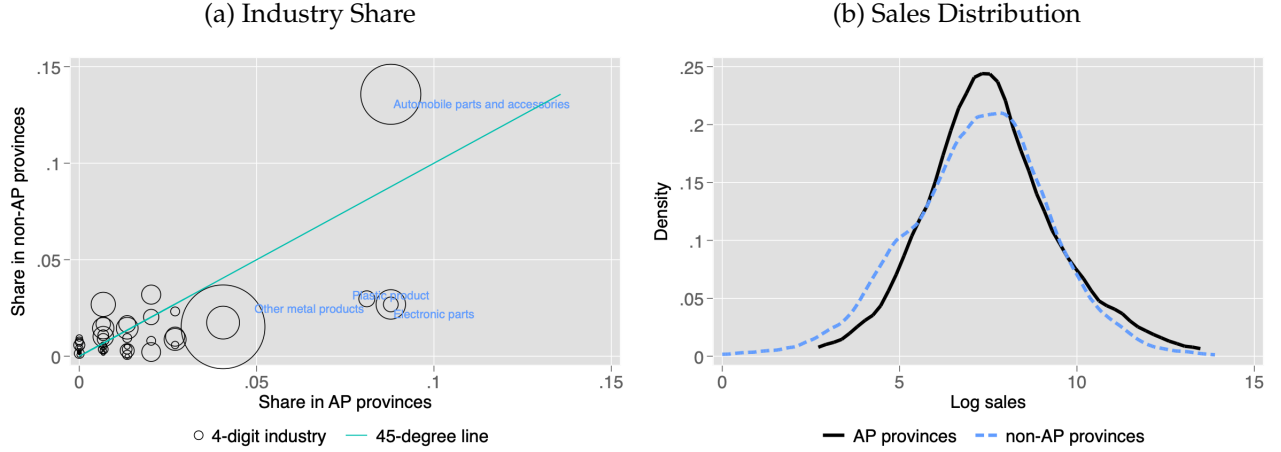 (a) Industry Share
Share in non-AP provinces
.15
.1
.05
0
Automobile parts and accessories
Plastic product
Other metal products
Electronic parts
0
.05
.1
.15
Share in AP provinces
4-digit industry
45-degree line
(b) Sales Distribution
Density
.25
.2
.15
.1
.05
0
0
5
10
15
Log sales
AP provinces
non-AP provinces